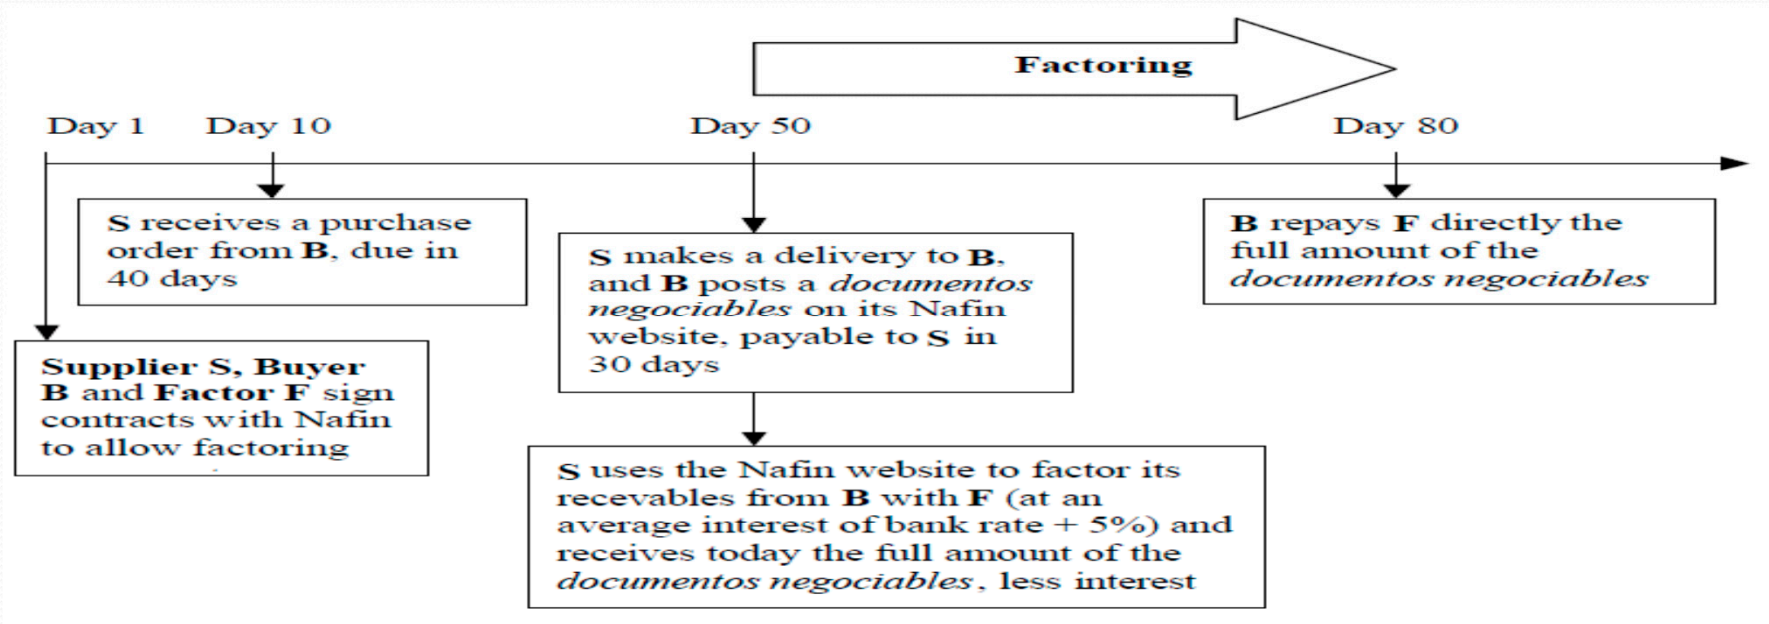 Factoring
Day 1
Day 10
Day 50
Day 80
S receives a purchase
order from B, due in
40 days
S makes a delivery to B,
and B posts a documentos
negociables on its Nafin
website, payable to S in
30 days
B repays F directly the
full amount of the
documentos negociables
Supplier S, Buyer
B and Factor F sign
contracts with Nafin
to allow factoring
S uses the Nafin website to factor its
recevables from B with F (at an
average interest of bank rate + 5%) and
receives today the full amount of the
documentos negociables, less interest